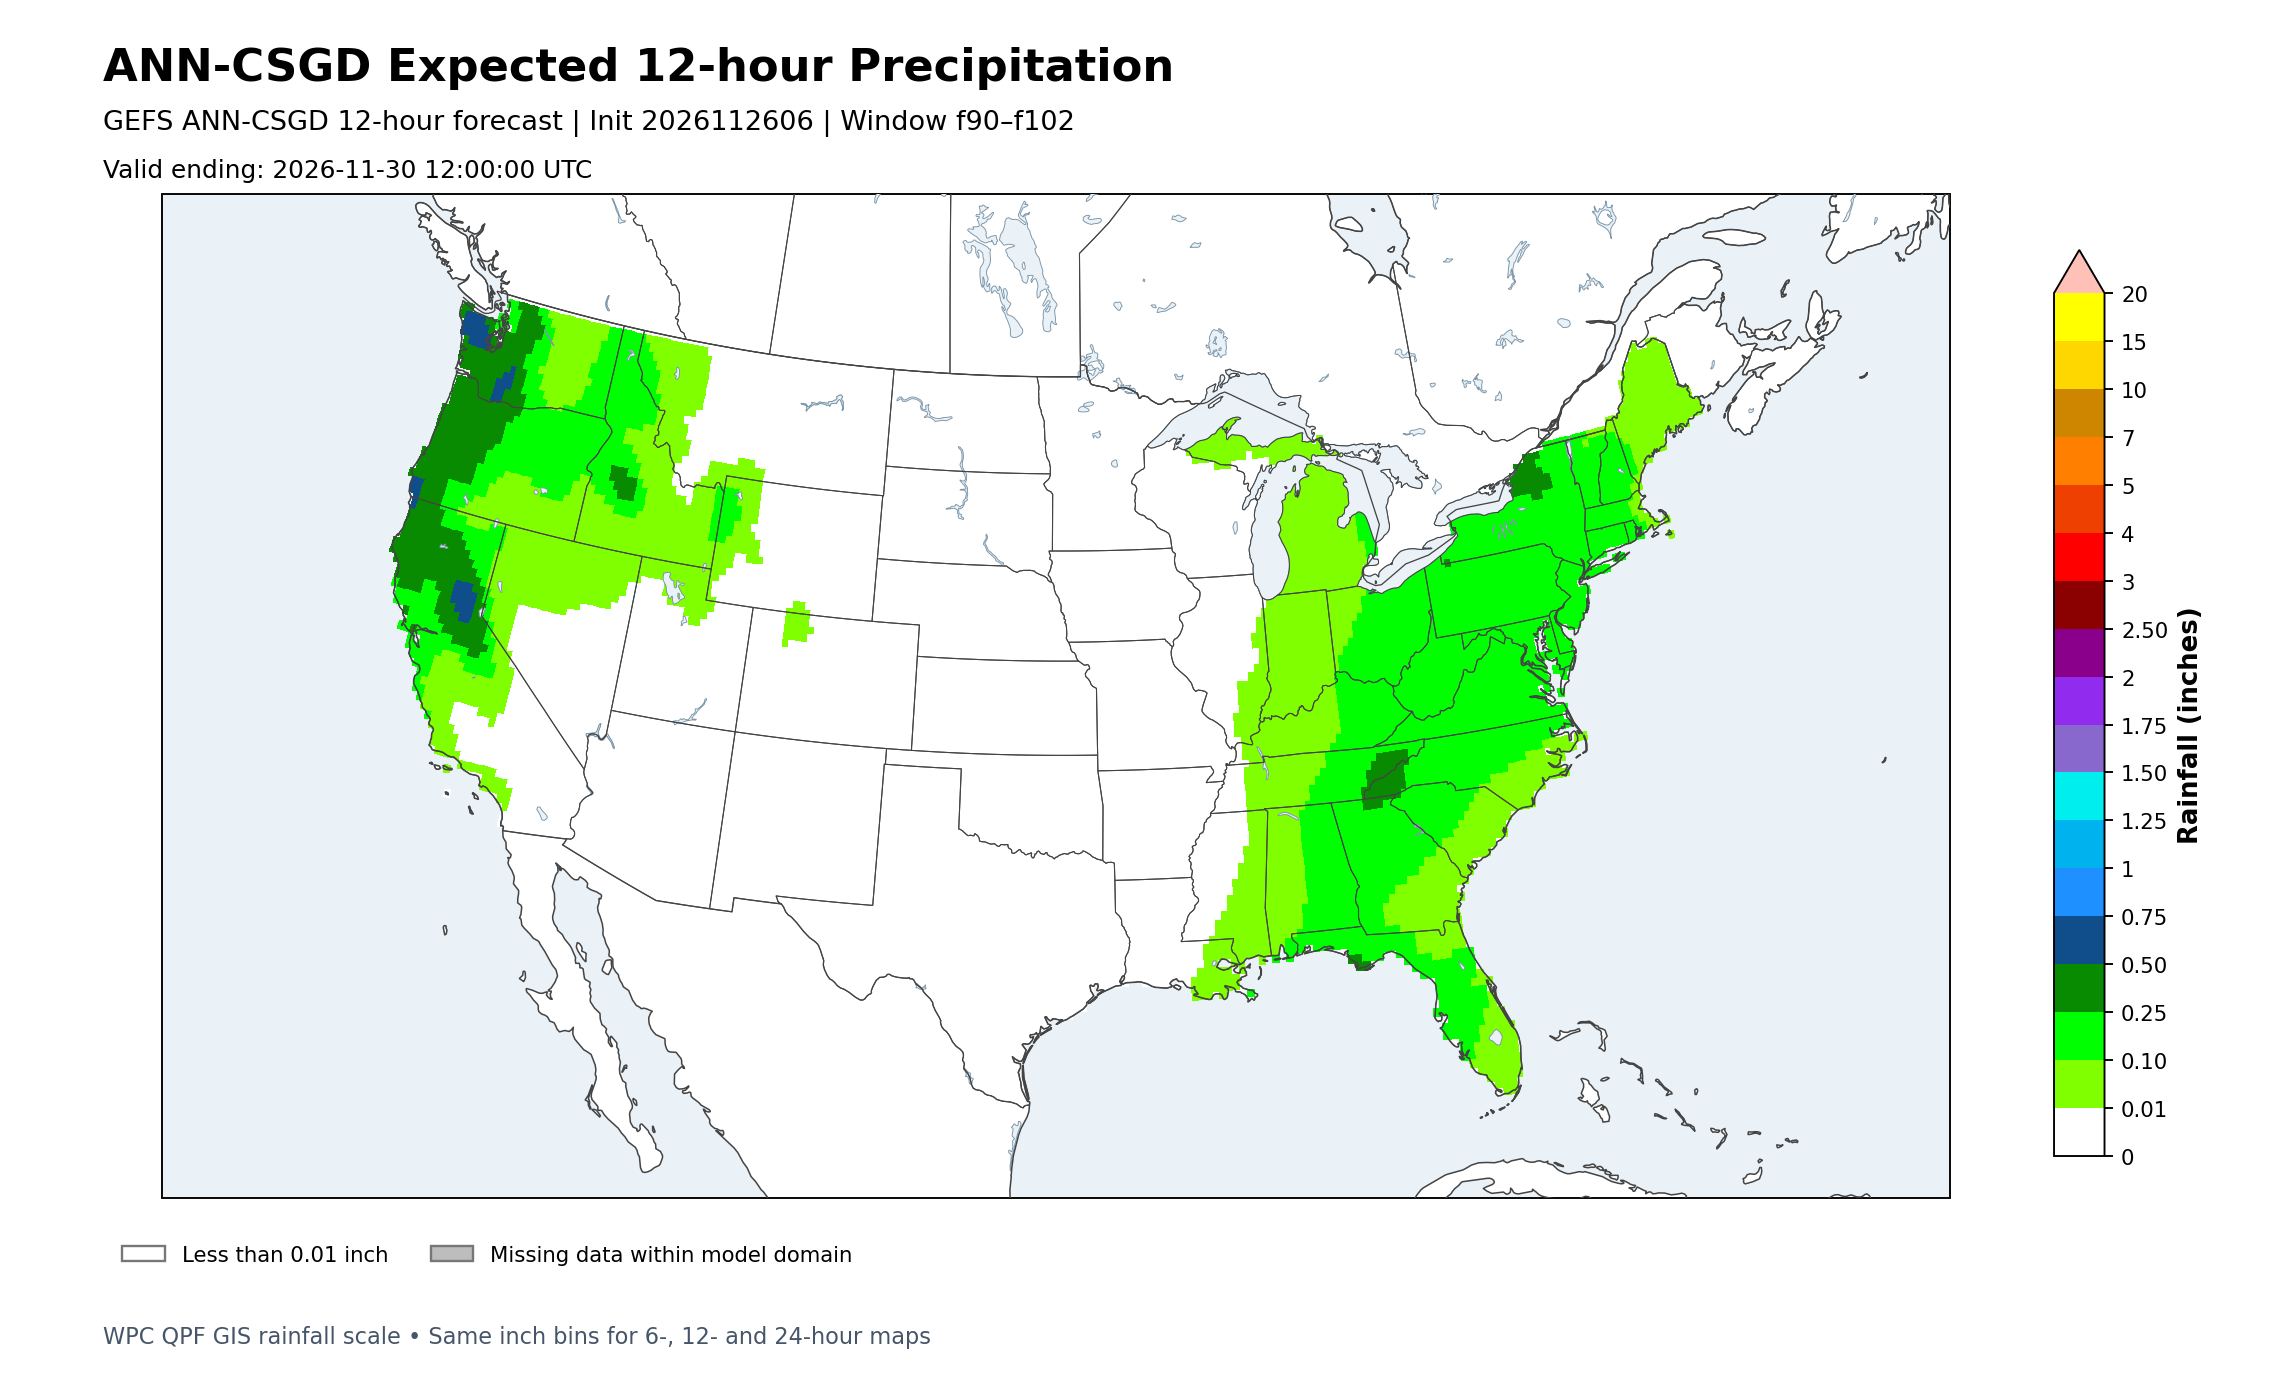 ANN-CSGD Expected 12-hour Precipitation
GEFS ANN-CSGD 12-hour forecast | Init 2026112606 | Window f90–f102
Valid ending: 2026-11-30 12:00:00 UTC
20
15
10
7
5
4
3
2.50
2
1.75
1.50
1.25
1
0.75
0.50
0.25
0.10
0.01
0
Rainfall (inches)
Less than 0.01 inch
Missing data within model domain
WPC QPF GIS rainfall scale • Same inch bins for 6-, 12- and 24-hour maps